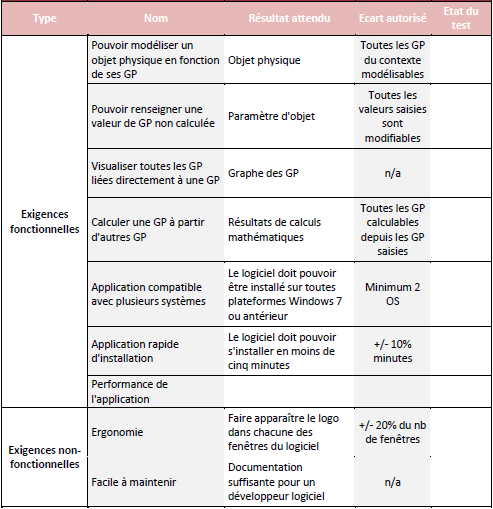 Type Nom Résultat attendu Ecart autorisé Etat du
test
Exigences
fonctionnelles
Pouvoir modéliser un
objet physique en fonction
de ses GP
Objet physique
Toutes les GP
du contexte
modélisables
Pouvoir renseigner une
valeur de GP non calculée
Paramètre d'objet
Toutes les
valeurs saisies
sont
modifiables
Visualiser toutes les GP
liées directement à une GP
Graphe des GP
n/a
Calculer une GP à partir
d'autres GP
Résultats de calculs
mathématiques
Toutes les GP
calculables
depuis les GP
saisies
Application compatible
avec plusieurs systèmes
Le logiciel doit pouvoir
être installé sur toutes
plateformes Windows 7
ou antérieur
Minimum 2
OS
Application rapide
d'installation
Le logiciel doit pouvoir
s'installer en moins de
cinq minutes
+/- 10%
minutes
Performance de
l'application
Exigences non-
fonctionnelles
Ergonomie
Faire apparaître le logo
dans chacune des
fenêtres du logiciel
+/- 20% du nb
de fenêtres
Facile à maintenir
Documentation
suffisante pour un
développeur logiciel
n/a